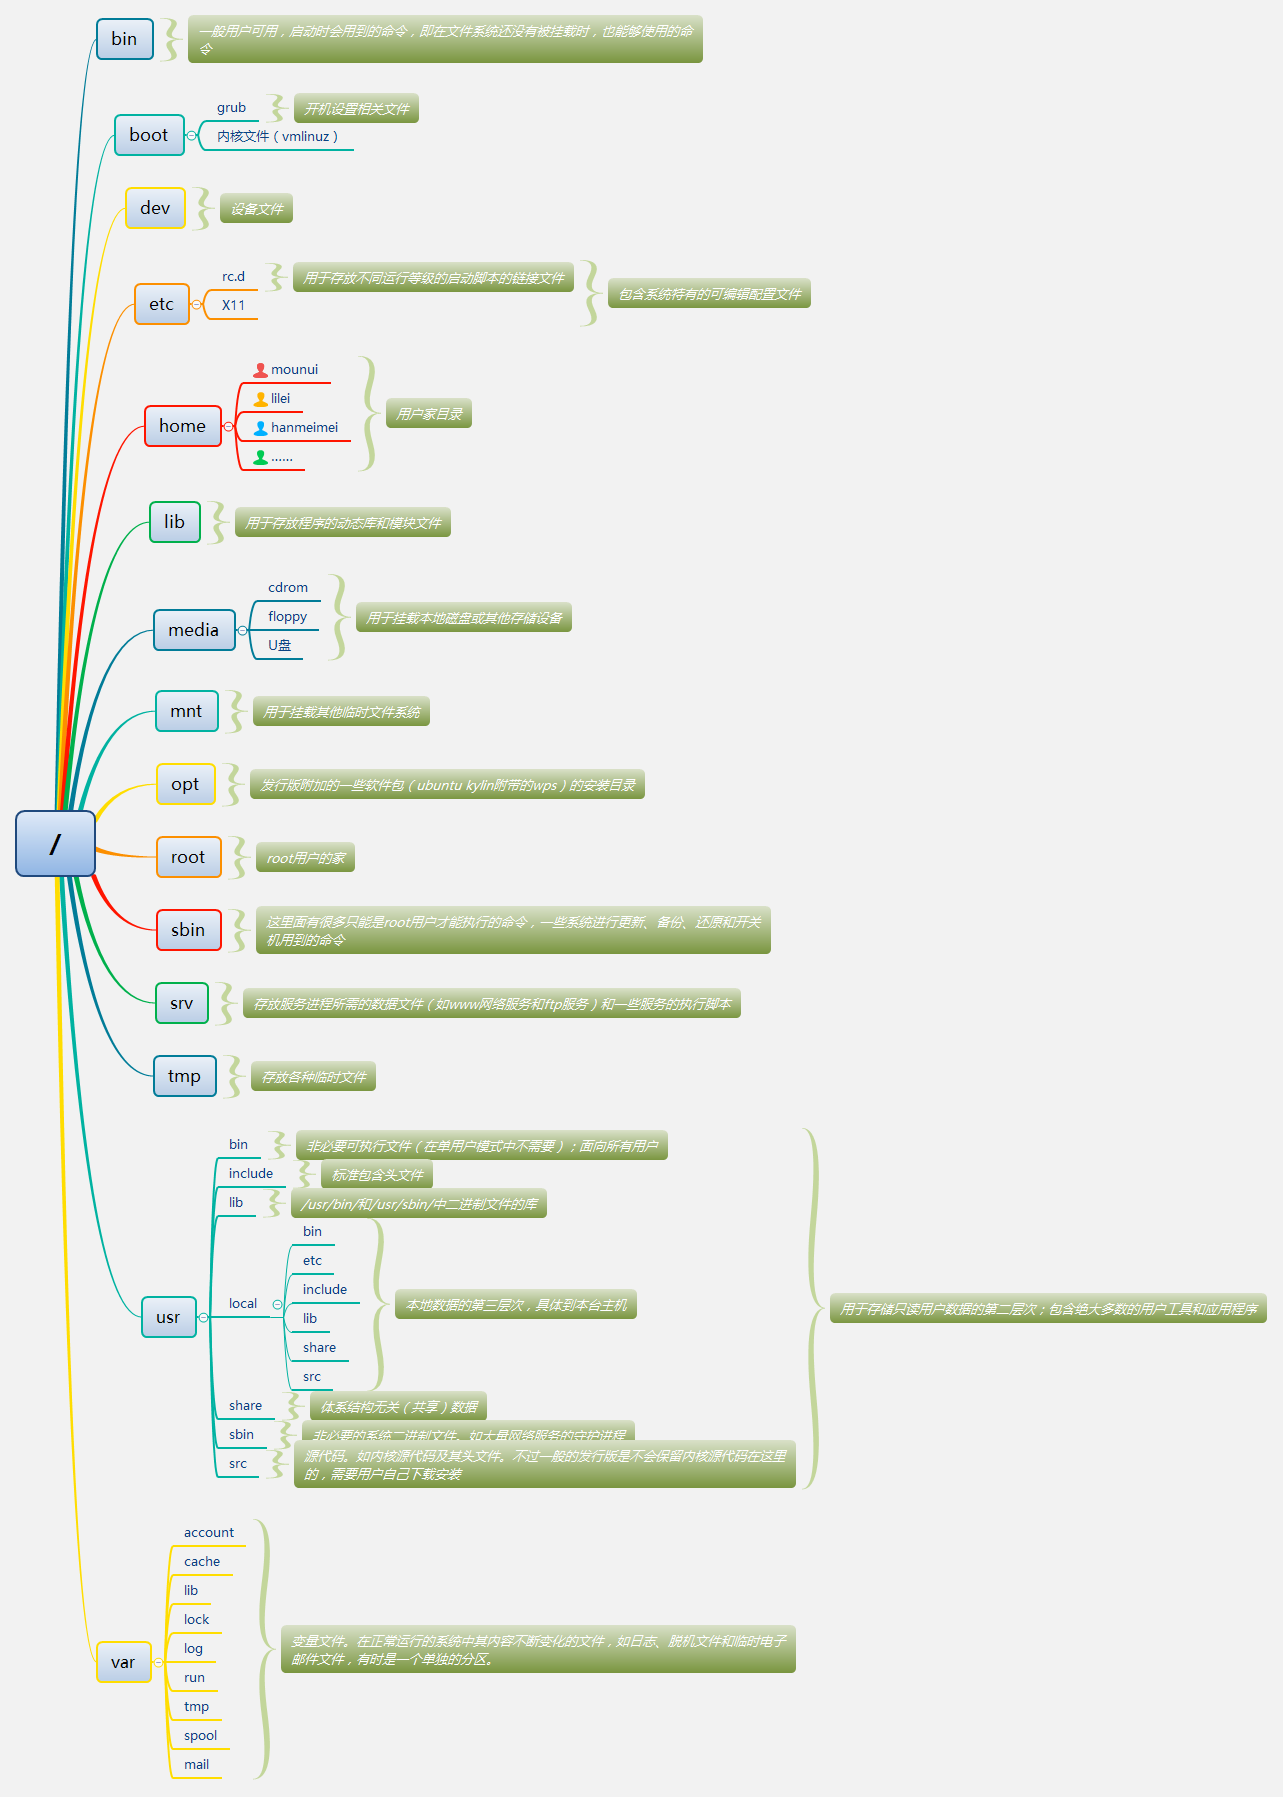 /
bin
一般用户可用，启动时会用到的命令，即在文件系统还没有被挂载时，也能够使用的命
令
boot
grub
开机设置相关文件
内核文件（vmlinuz）
dev
设备文件
etc
rc.d
用于存放不同运行等级的启动脚本的链接文件
X11
包含系统特有的可编辑配置文件
home
mounui
lilei
hanmeimei
......
用户家目录
lib
用于存放程序的动态库和模块文件
media
cdrom
floppy
U盘
用于挂载本地磁盘或其他存储设备
mnt
用于挂载其他临时文件系统
opt
发行版附加的一些软件包（ubuntu kylin附带的wps）的安装目录
root
root用户的家
sbin
这里面有很多只能是root用户才能执行的命令，一些系统进行更新、备份、还原和开关
机用到的命令
srv
存放服务进程所需的数据文件（如www网络服务和ftp服务）和一些服务的执行脚本
tmp
存放各种临时文件
usr
bin
非必要可执行文件（在单用户模式中不需要）；面向所有用户
include
标准包含头文件
lib
/usr/bin/和/usr/sbin/中二进制文件的库
local
bin
etc
include
lib
share
src
本地数据的第三层次，具体到本台主机
share
体系结构无关（共享）数据
sbin
非必要的系统二进制文件。如大量网络服务的守护进程
src
源代码。如内核源代码及其头文件。不过一般的发行版是不会保留内核源代码在这里
的，需要用户自己下载安装
用于存储只读用户数据的第二层次；包含绝大多数的用户工具和应用程序
var
account
cache
lib
lock
log
run
tmp
spool
mail
变量文件。在正常运行的系统中其内容不断变化的文件，如日志、脱机文件和临时电子
邮件文件，有时是一个单独的分区。